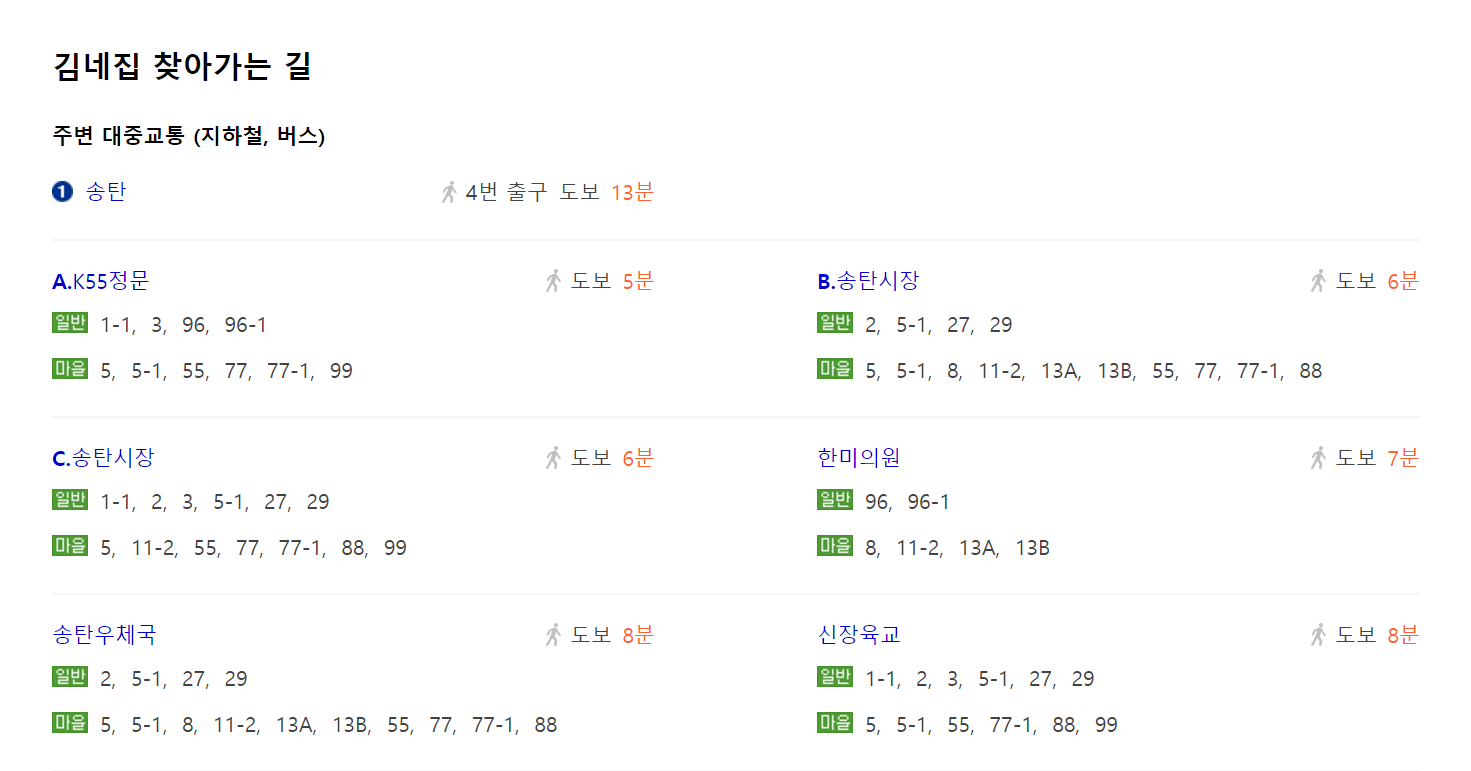 김네집 찾아가는 길
주변 대중교통 (지하철, 버스)
1 송탄 4번 출구 도보 13분
A.K55정문 도보 5분
일반 1-1, 3, 96, 96-1
마을 5, 5-1, 55, 77, 77-1, 99
B.송탄시장 도보 6분
일반 2, 5-1, 27, 29
마을 5, 5-1, 8, 11-2, 13A, 13B, 55, 77, 77-1, 88
C.송탄시장 도보 6분
일반 1-1, 2, 3, 5-1, 27, 29
마을 5, 11-2, 55, 77, 77-1, 88, 99
한미의원 도보 7분
일반 96, 96-1
마을 8, 11-2, 13A, 13B
송탄우체국 도보 8분
일반 2, 5-1, 27, 29
마을 5, 5-1, 8, 11-2, 13A, 13B, 55, 77, 77-1, 88
신장육교 도보 8분
일반 1-1, 2, 3, 5-1, 27, 29
마을 5, 5-1, 55, 77-1, 88, 99